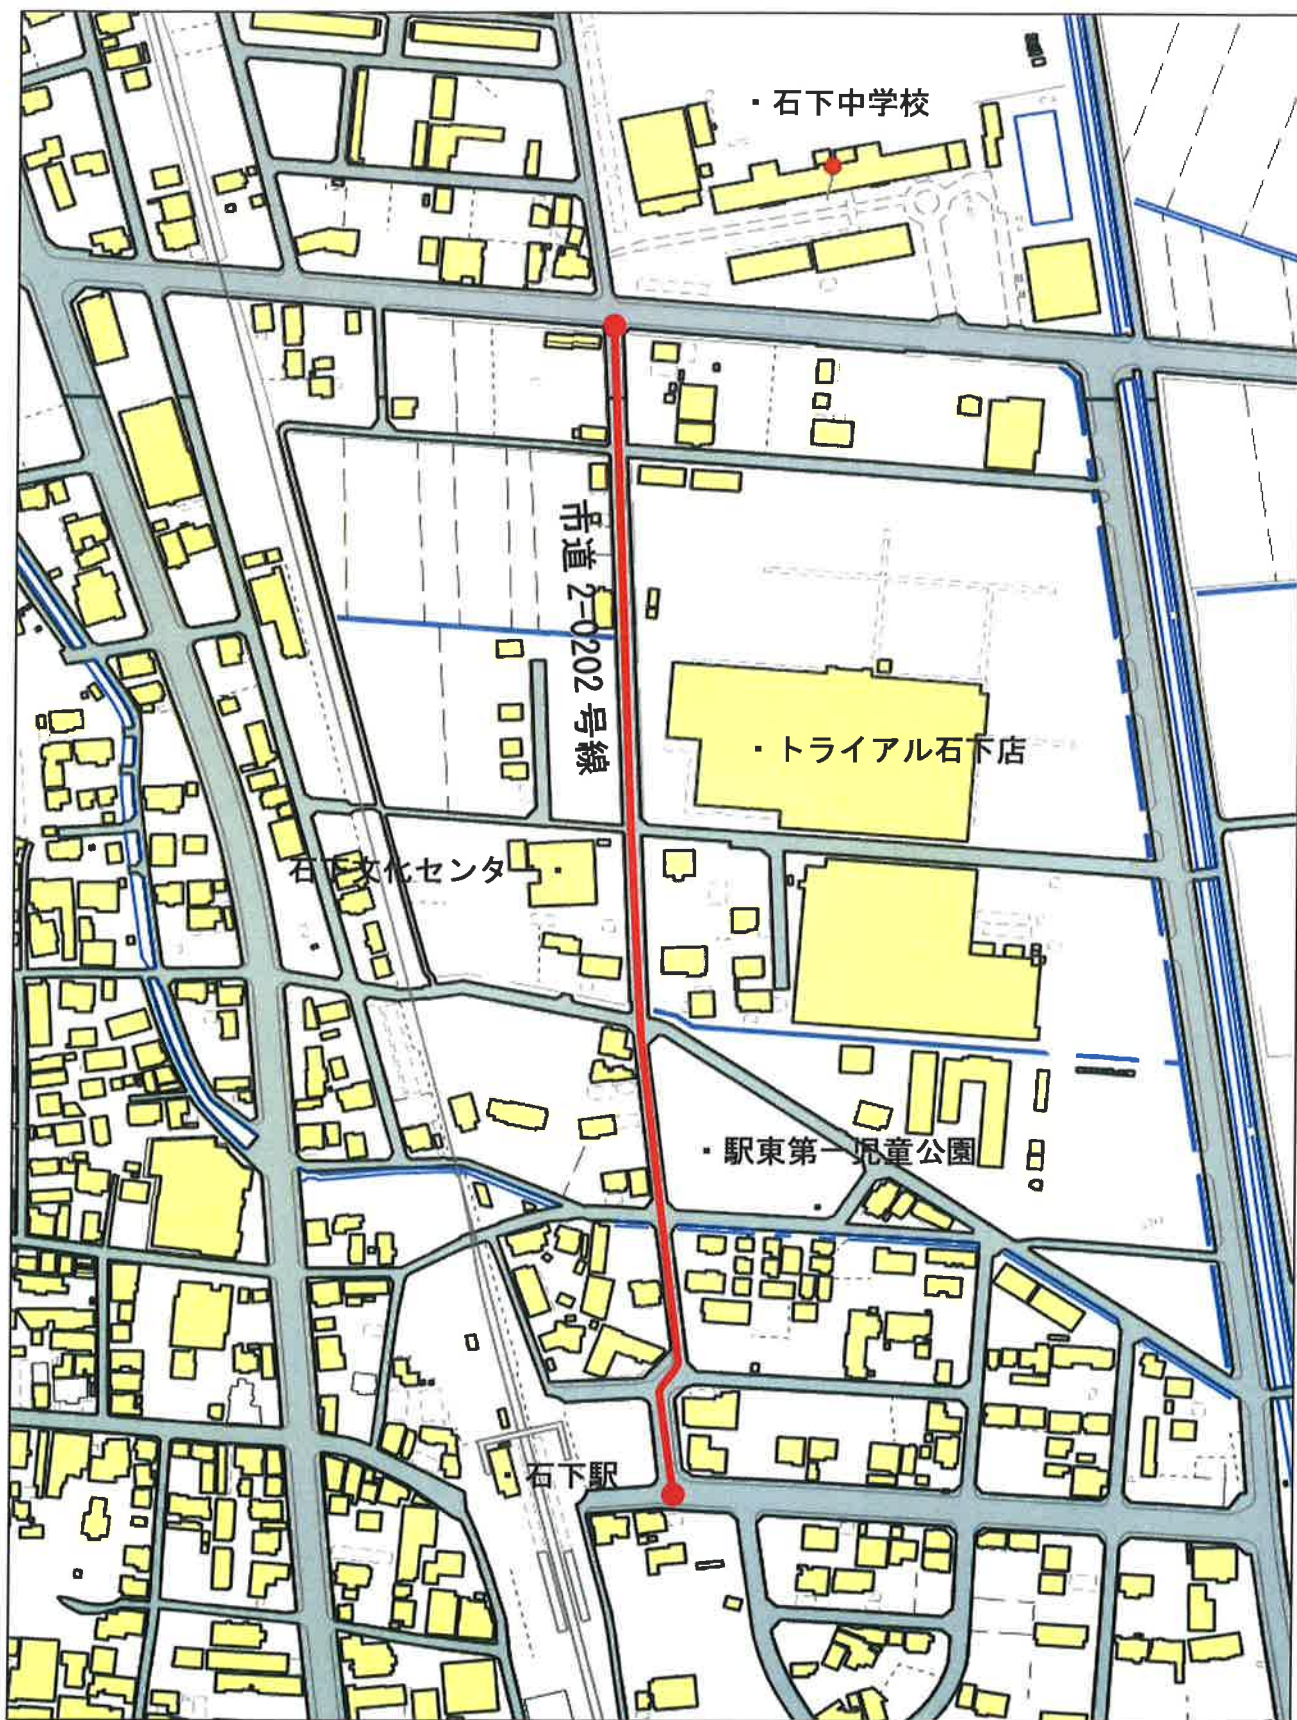 石下中学校
市道 2-0202 号線
トライアル石下店
石下文化センタ
駅東第一児童公園
石下駅